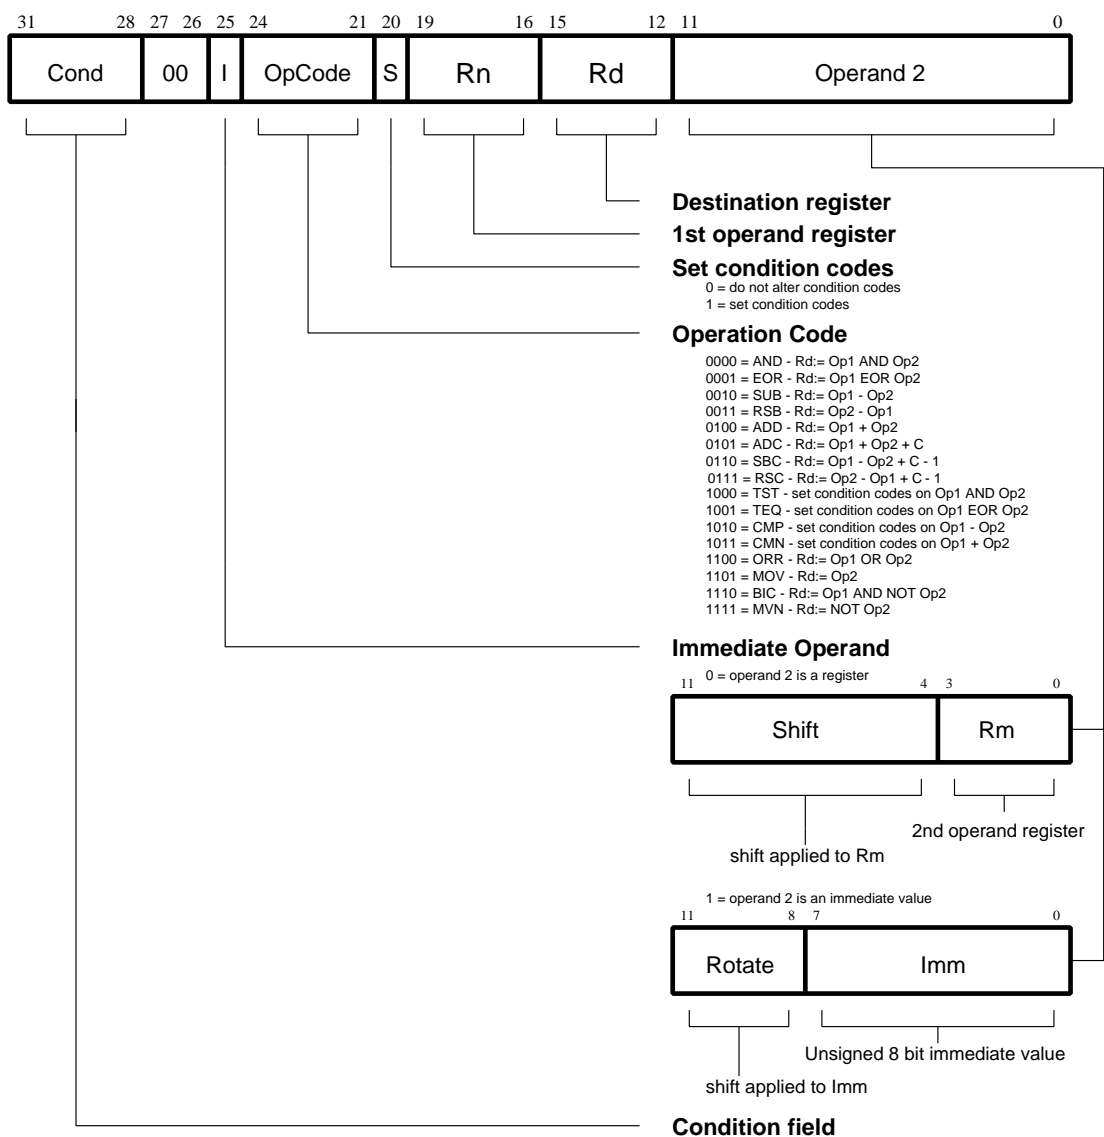 31 28 27 26 25 24 21 20 19 16 15 12 11 0
Cond 00 I OpCode S Rn Rd Operand 2
Destination register
1st operand register
Set condition codes
0 = do not alter condition codes
1 = set condition codes
Operation Code
0000 = AND - Rd:= Op1 AND Op2
0001 = EOR - Rd:= Op1 EOR Op2
0010 = SUB - Rd:= Op1 - Op2
0011 = RSB - Rd:= Op2 - Op1
0100 = ADD - Rd:= Op1 + Op2
0101 = ADC - Rd:= Op1 + Op2 + C
0110 = SBC - Rd:= Op1 - Op2 + C - 1
0111 = RSC - Rd:= Op2 - Op1 + C - 1
1000 = TST - set condition codes on Op1 AND Op2
1001 = TEQ - set condition codes on Op1 EOR Op2
1010 = CMP - set condition codes on Op1 - Op2
1011 = CMN - set condition codes on Op1 + Op2
1100 = ORR - Rd:= Op1 OR Op2
1101 = MOV - Rd:= Op2
1110 = BIC - Rd:= Op1 AND NOT Op2
1111 = MVN - Rd:= NOT Op2
Immediate Operand
0 = operand 2 is a register
11 4 3 0
Shift Rm
2nd operand register
shift applied to Rm
1 = operand 2 is an immediate value
11 8 7 0
Rotate Imm
Unsigned 8 bit immediate value
shift applied to Imm
Condition field